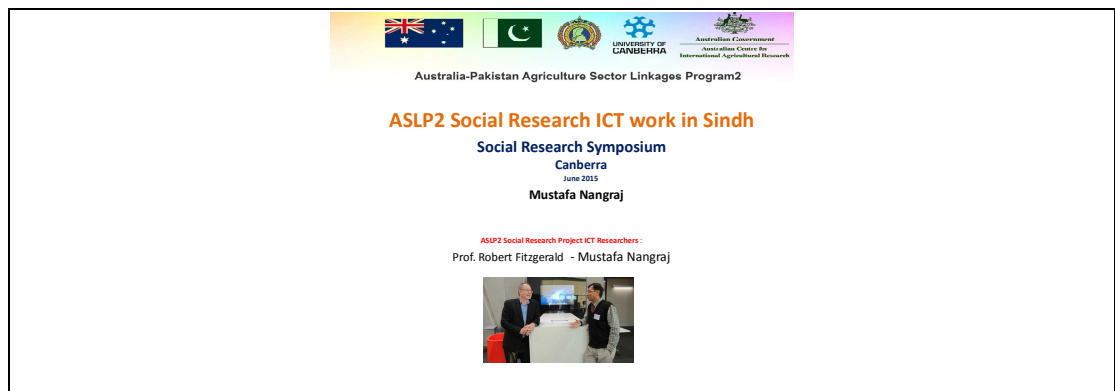 UNIVERSITY OF
CANBERRA
Australian Government
Australian Centre for
International Agricultural Research
Australia-Pakistan Agriculture Sector Linkages Program2
ASLP2 Social Research ICT work in Sindh
Social Research Symposium
Canberra
June 2015
Mustafa Nangraj
ASLP2 Social Research Project ICT Researchers :
Prof. Robert Fitzgerald - Mustafa Nangraj